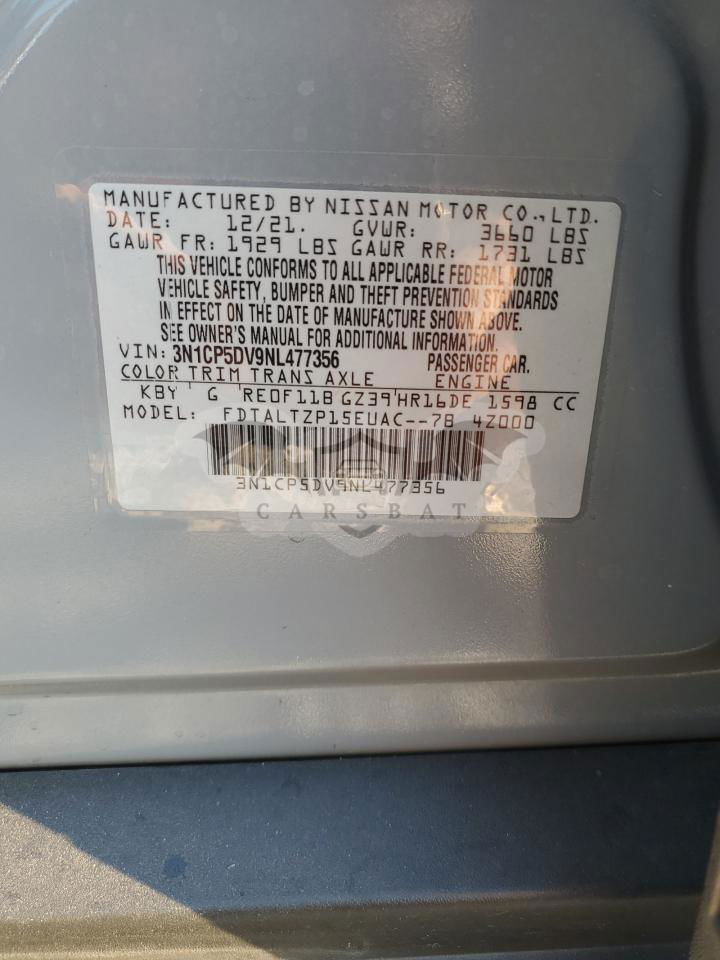 MANUFACTURED BY NISSAN MOTOR CO., LTD.
DATE: 12/21. GVWR: 3660 LBS
GAWR FR: 1929 LBS GAWR RR: 1731 LBS
THIS VEHICLE CONFORMS TO ALL APPLICABLE FEDERAL MOTOR
VEHICLE SAFETY, BUMPER AND THEFT PREVENTION STANDARDS
IN EFFECT ON THE DATE OF MANUFACTURE SHOWN ABOVE.
SEE OWNER'S MANUAL FOR ADDITIONAL INFORMATION.
VIN: 3N1CP5DV9NL477356 PASSENGER CAR.
COLOR TRIM TRANS AXLE ENGINE
KBY G RE0F11B GZ39 HR16DE 1598 CC
MODEL: FDTALTZP15EUAC--7B 4Z000
3N1CP5DV9NL477356
CARSBAT